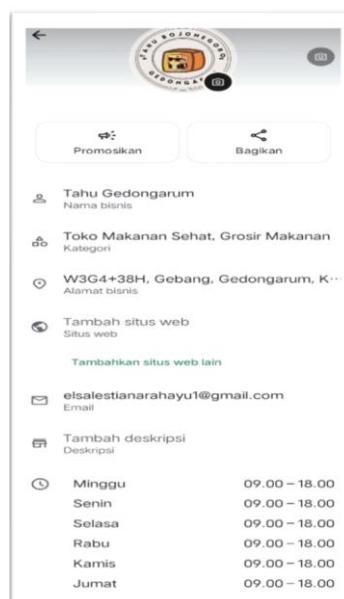 TAHU BOJONEGORO
Promosikan
Bagikan
Tahu Gedongarum
Nama bisnis
Toko Makanan Sehat, Grosir Makanan
Kategori
W3G4+38H, Gebang, Gedongarum, K...
Alamat bisnis
Tambah situs web
Situs web
Tambahkan situs web lain
elsalestianarahayu1@gmail.com
Email
Tambah deskripsi
Deskripsi
Minggu 09.00 – 18.00
Senin 09.00 – 18.00
Selasa 09.00 – 18.00
Rabu 09.00 – 18.00
Kamis 09.00 – 18.00
Jumat 09.00 – 18.00